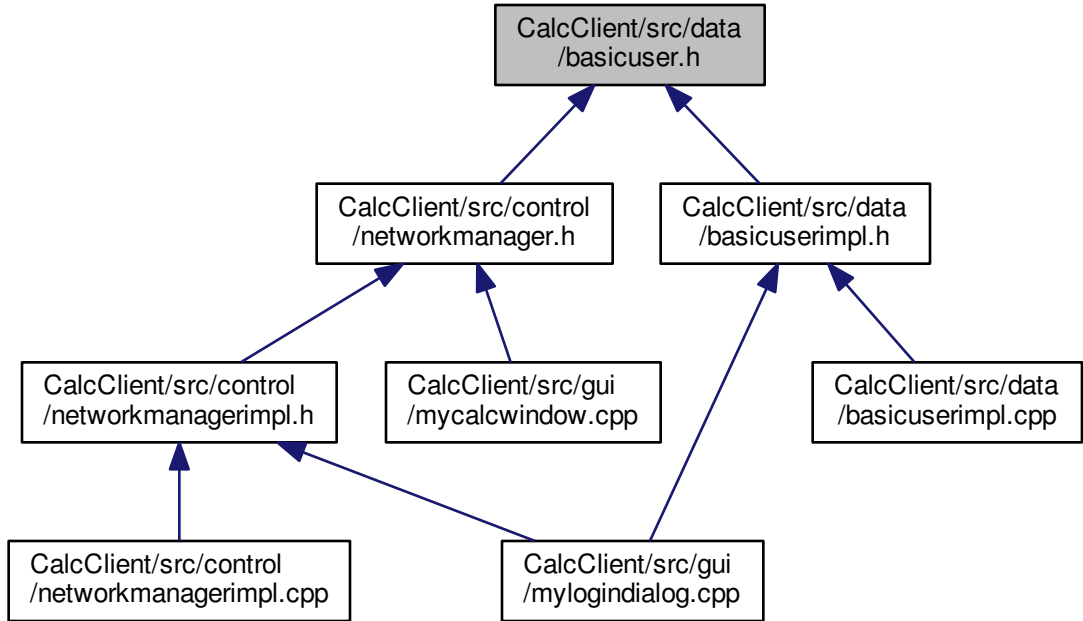 CalcClient/src/data
/basicuser.h
CalcClient/src/control
/networkmanager.h
CalcClient/src/data
/basicuserimpl.h
CalcClient/src/control
/networkmanagerimpl.h
CalcClient/src/gui
/mycalcwindow.cpp
CalcClient/src/data
/basicuserimpl.cpp
CalcClient/src/control
/networkmanagerimpl.cpp
CalcClient/src/gui
/mylogindialog.cpp